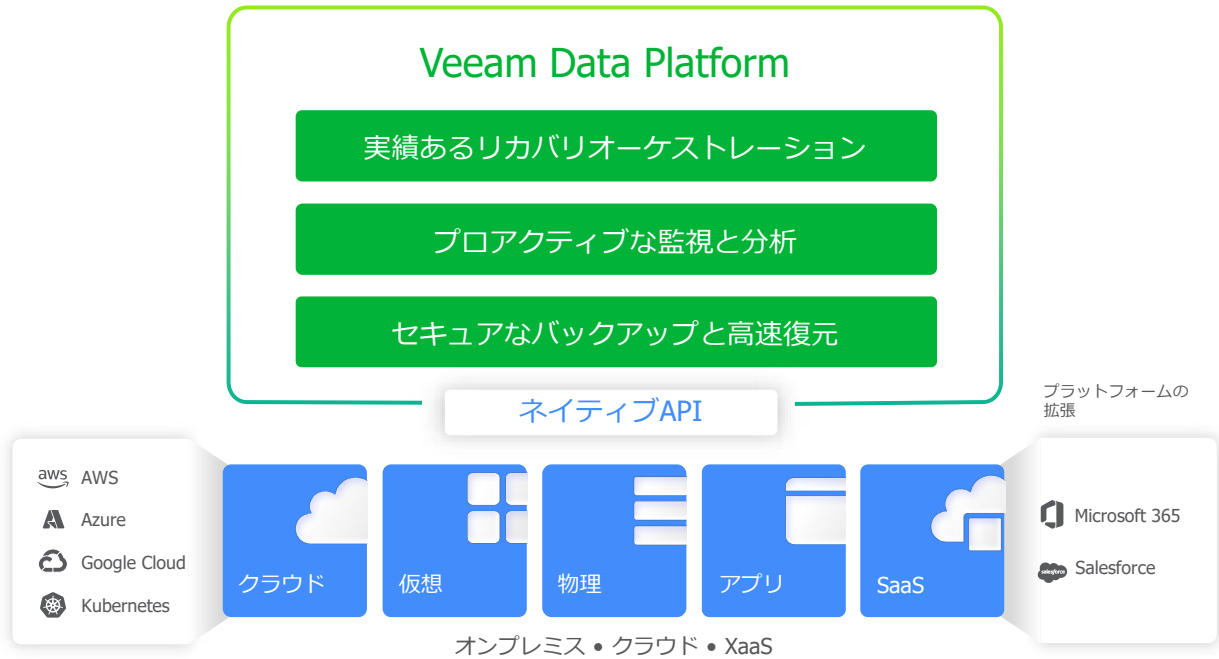 Veeam Data Platform
実績あるリカバリオーケストレーション
プロアクティブな監視と分析
セキュアなバックアップと高速復元
ネイティブAPI
プラットフォームの
拡張
aws AWS
Azure
Google Cloud
Kubernetes
クラウド
仮想
物理
アプリ
SaaS
Microsoft 365
salesforce Salesforce
オンプレミス • クラウド • XaaS